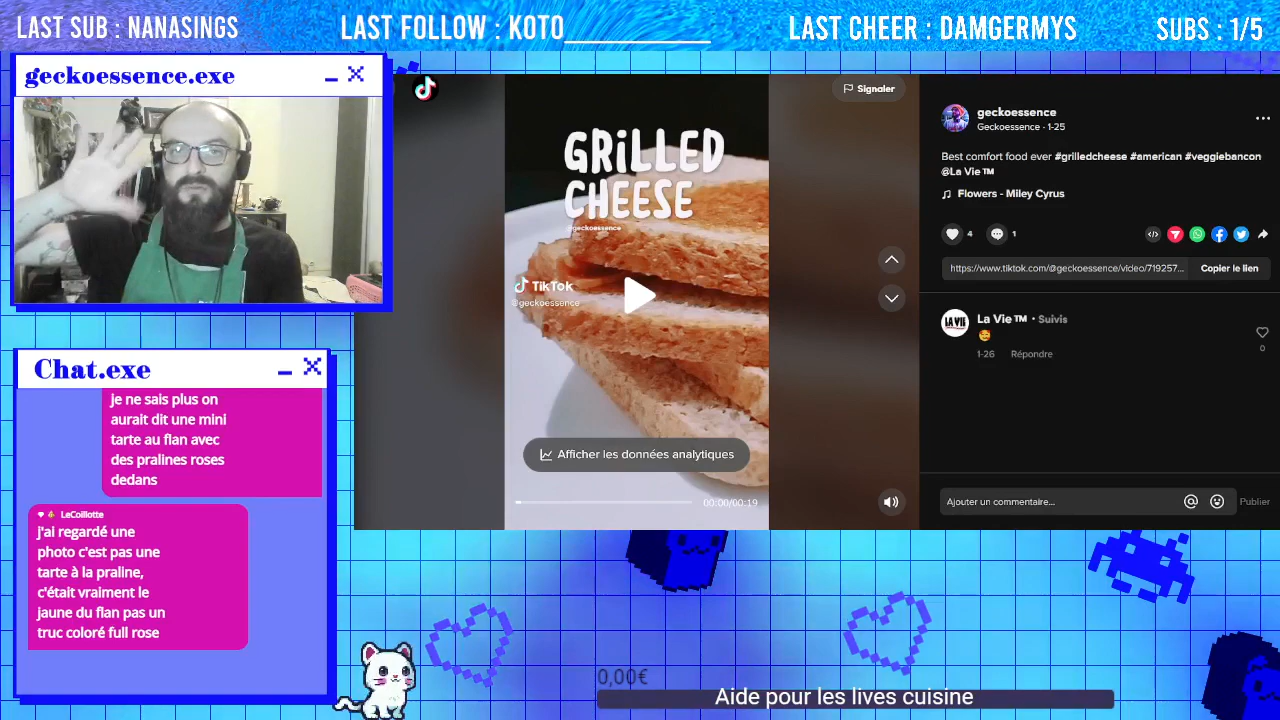 LAST SUB : NANASINGS
LAST FOLLOW : KOTO_________
LAST CHEER : DAMGERMYS
SUBS : 1/5
geckoessence.exe
Signaler
GRiLLED
CHEESE
@geckoessence
TikTok
@geckoessence
Afficher les données analytiques
00:00/00:19
geckoessence
Geckoessence · 1-25
Best comfort food ever #grilledcheese #american #veggiebancon
@La Vie™
Flowers - Miley Cyrus
4
1
https://www.tiktok.com/@geckoessence/video/719257...
Copier le lien
LA VIE
La Vie™ · Suivis
🥰
1-26 Répondre
0
Ajouter un commentaire...
Publier
Chat.exe
je ne sais plus on
aurait dit une mini
tarte au flan avec
des pralines roses
dedans
LeCoillotte
j'ai regardé une
photo c'est pas une
tarte à la praline,
c'était vraiment le
jaune du flan pas un
truc coloré full rose
0,00€
Aide pour les lives cuisine